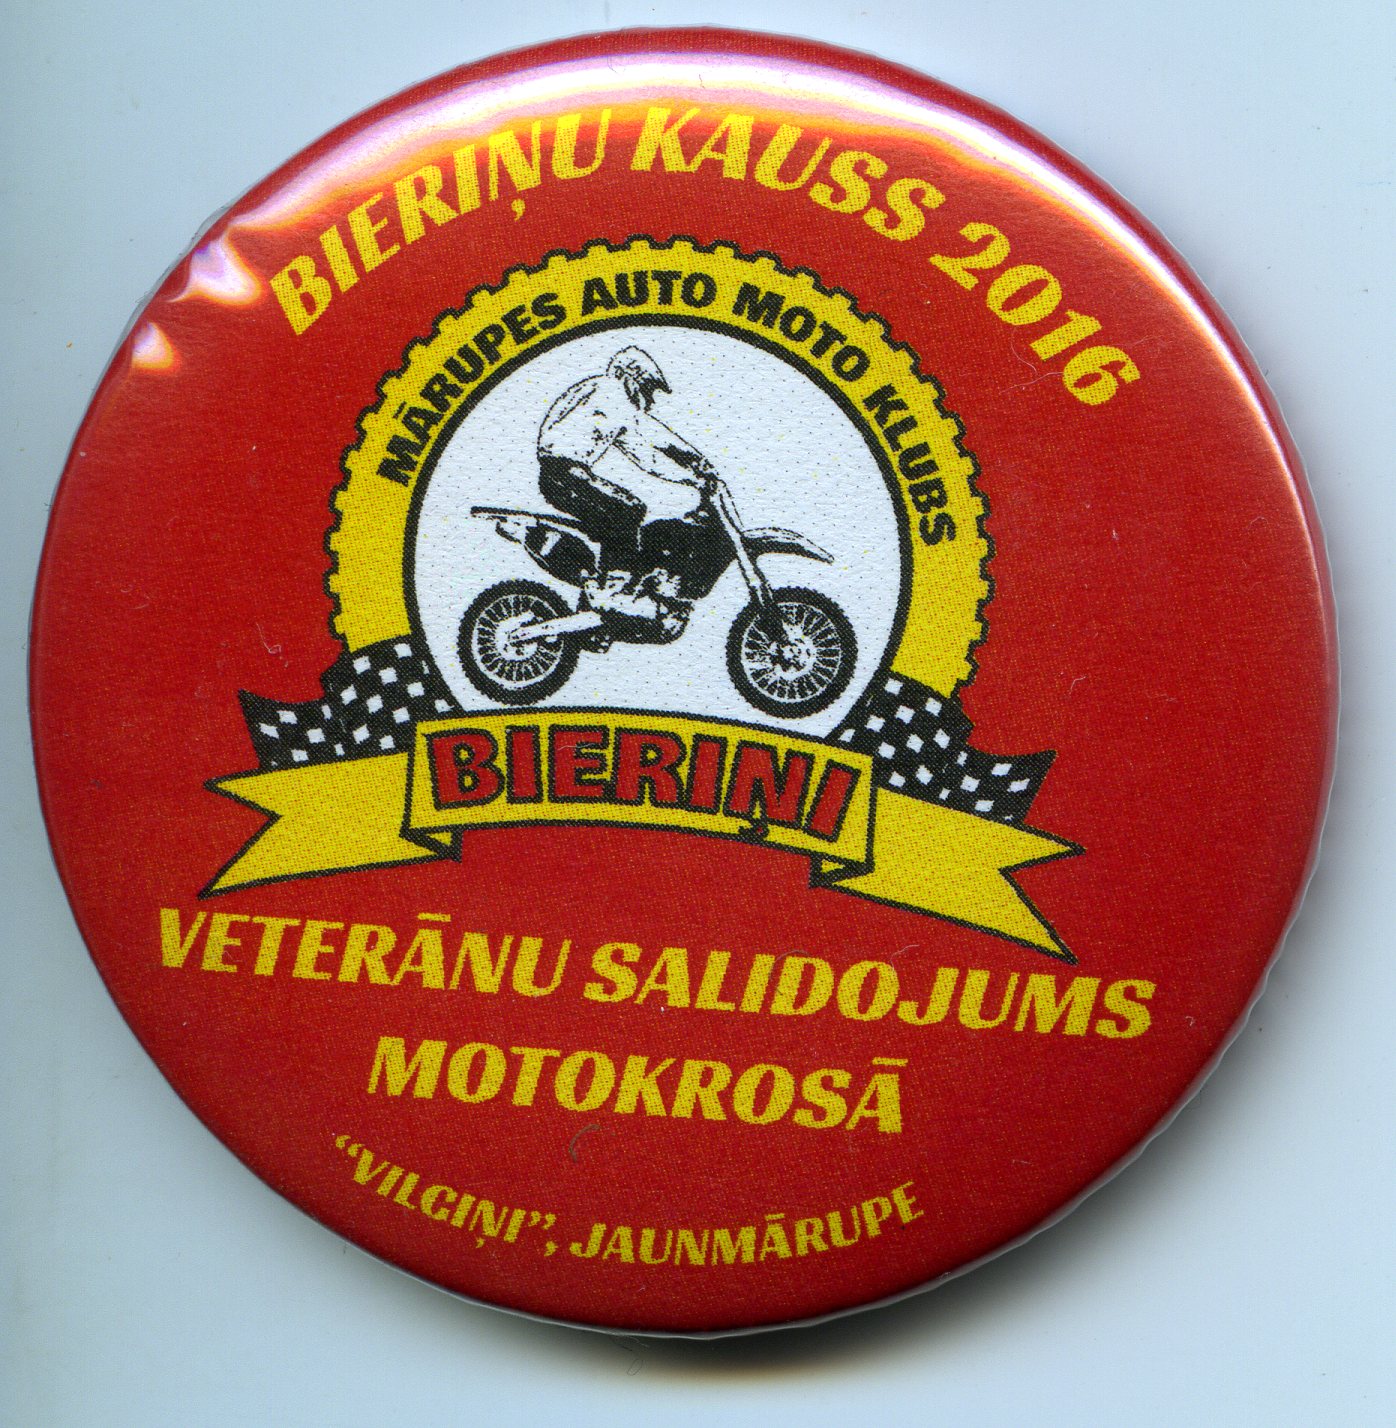 BIERIŅU KAUSS 2016
MĀRUPES AUTO MOTO KLUBS
BIERIŅI
VETERĀNU SALIDOJUMS
MOTOKROSĀ
“VILCIŅI”, JAUNMĀRUPE